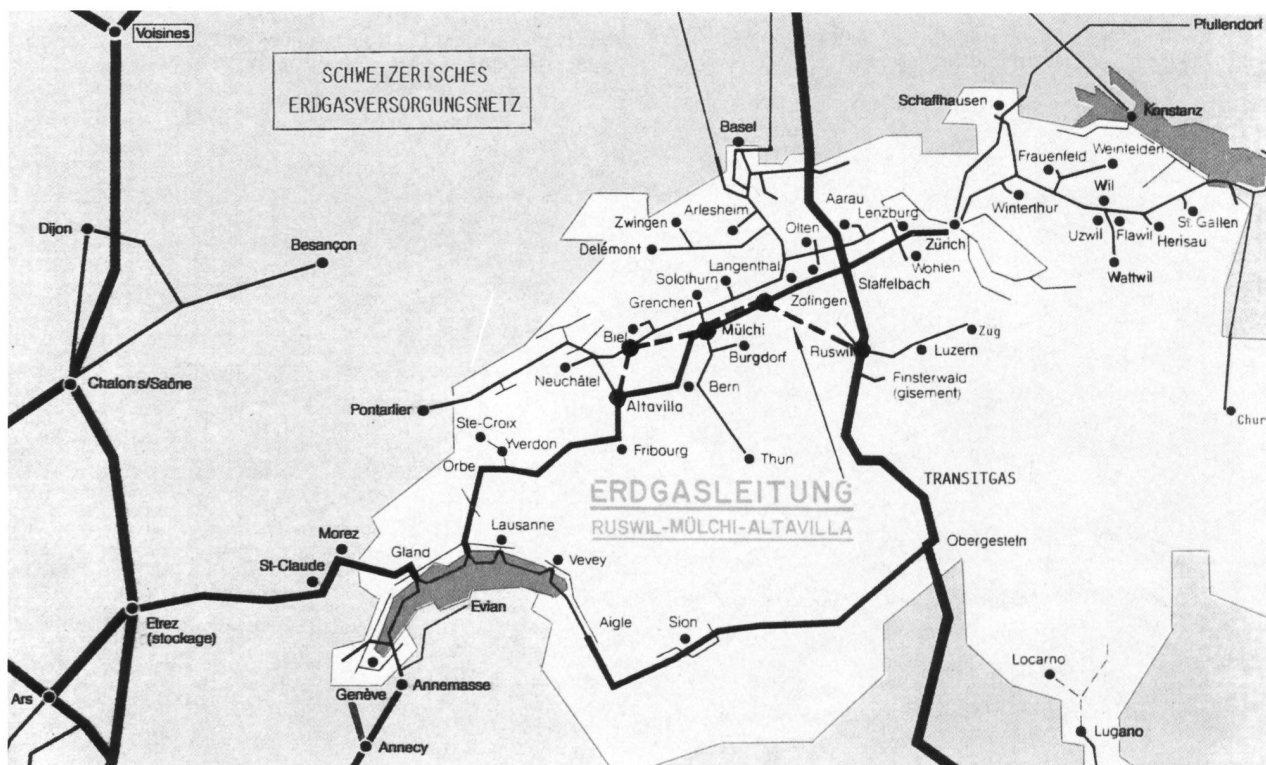 Voisines
Pfullendorf
SCHWEIZERISCHES
ERDGASVERSORGUNGSNETZ
Schaffhausen
Konstanz
Basel
Weinfelden
Frauenfeld
Wil
Aarau
Lenzburg
Winterthur
Arlesheim
Zwingen
St. Gallen
Dijon
Olten
Zürich
Uzwil
Flawil
Herisau
Besançon
Delémont
Wohlen
Langenthal
Wattwil
Solothurn
Staffelbach
Grenchen
Zofingen
Biel
Mülchi
Zug
Ruswil
Luzern
Burgdorf
Neuchâtel
Chalon s/Saône
Bern
Finsterwald
(gisement)
Pontarlier
Altavilla
Ste-Croix
Chur
Yverdon
Fribourg
Thun
Orbe
TRANSITGAS
ERDGASLEITUNG
RUSWIL-MÜLCHI-ALTAVILLA
Lausanne
Morez
Gland
Obergesteln
Vevey
St-Claude
Evian
Etrez
(stockage)
Aigle
Sion
Locarno
Genève
Annemasse
Ars
Lugano
Annecy